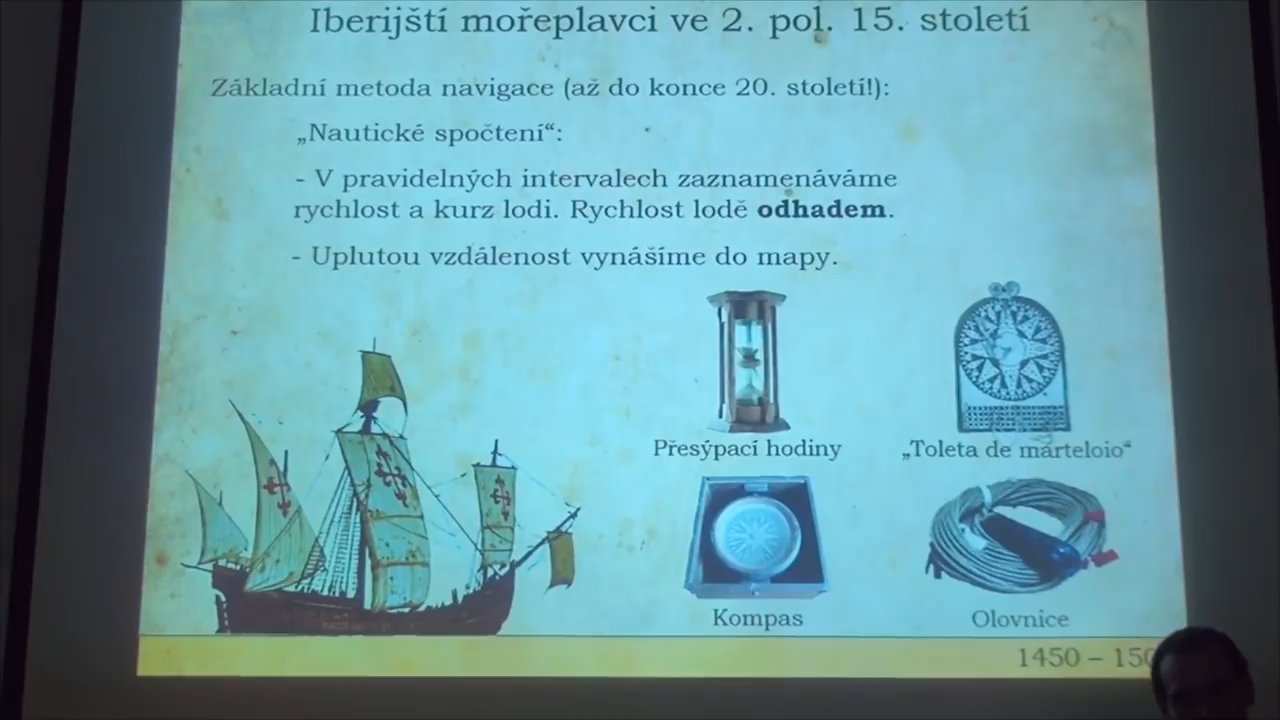 Iberijští mořeplavci ve 2. pol. 15. století
Základní metoda navigace (až do konce 20. století!):
„Nautické spočtení“:
- V pravidelných intervalech zaznamenáváme
rychlost a kurz lodi. Rychlost lodě odhadem.
- Uplutou vzdálenost vynášíme do mapy.
Přesýpací hodiny
„Toleta de marteloio“
Kompas
Olovnice
1450 –